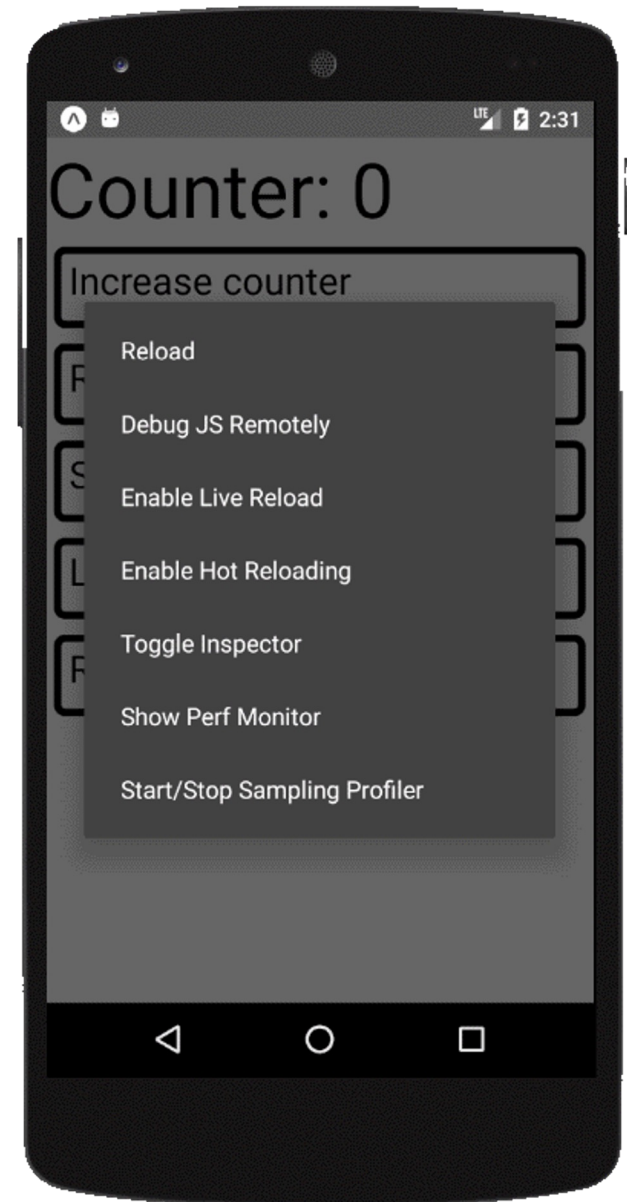 LTE 2:31
Counter: 0
Increase counter
Reload
R
Debug JS Remotely
S
Enable Live Reload
L
Enable Hot Reloading
R
Toggle Inspector
Show Perf Monitor
Start/Stop Sampling Profiler